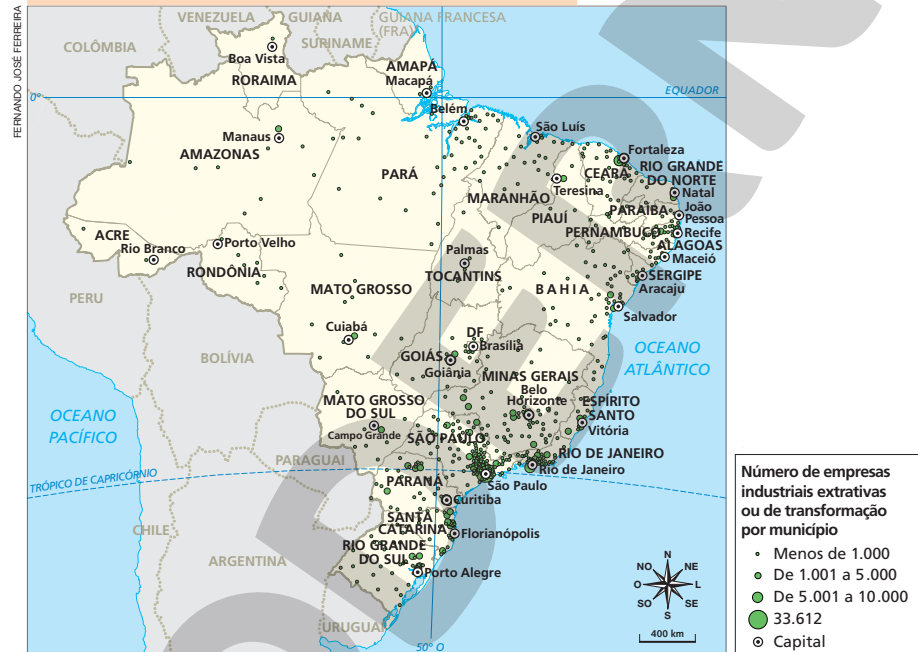 FERNANDO JOSÉ FERREIRA
VENEZUELA
GUIANA
GUIANA FRANCESA
(FRA)
SURINAME
COLÔMBIA
Boa Vista
RORAIMA
AMAPÁ
Macapá
0°
EQUADOR
Belém
São Luís
Manaus
AMAZONAS
Fortaleza
CEARÁ
RIO GRANDE
DO NORTE
PARÁ
Teresina
Natal
MARANHÃO
João
Pessoa
PARAÍBA
PIAUÍ
PERNAMBUCO
Recife
ACRE
Rio Branco
Porto Velho
ALAGOAS
Maceió
Palmas
TOCANTINS
RONDÔNIA
SERGIPE
Aracaju
MATO GROSSO
BAHIA
PERU
Salvador
Cuiabá
DF
Brasília
GOIÁS
Goiânia
BOLÍVIA
OCEANO
ATLÂNTICO
MINAS GERAIS
Belo
Horizonte
MATO GROSSO
DO SUL
ESPÍRITO
SANTO
Vitória
OCEANO
PACÍFICO
Campo Grande
SÃO PAULO
RIO DE JANEIRO
Rio de Janeiro
PARAGUAI
TRÓPICO DE CAPRICÓRNIO
PARANÁ
São Paulo
Curitiba
SANTA
CATARINA
Florianópolis
CHILE
RIO GRANDE
DO SUL
ARGENTINA
Porto Alegre
URUGUAI
50° O
N
NO NE
O L
SO SE
S
400 km
Número de empresas
industriais extrativas
ou de transformação
por município
Menos de 1.000
De 1.001 a 5.000
De 5.001 a 10.000
33.612
Capital